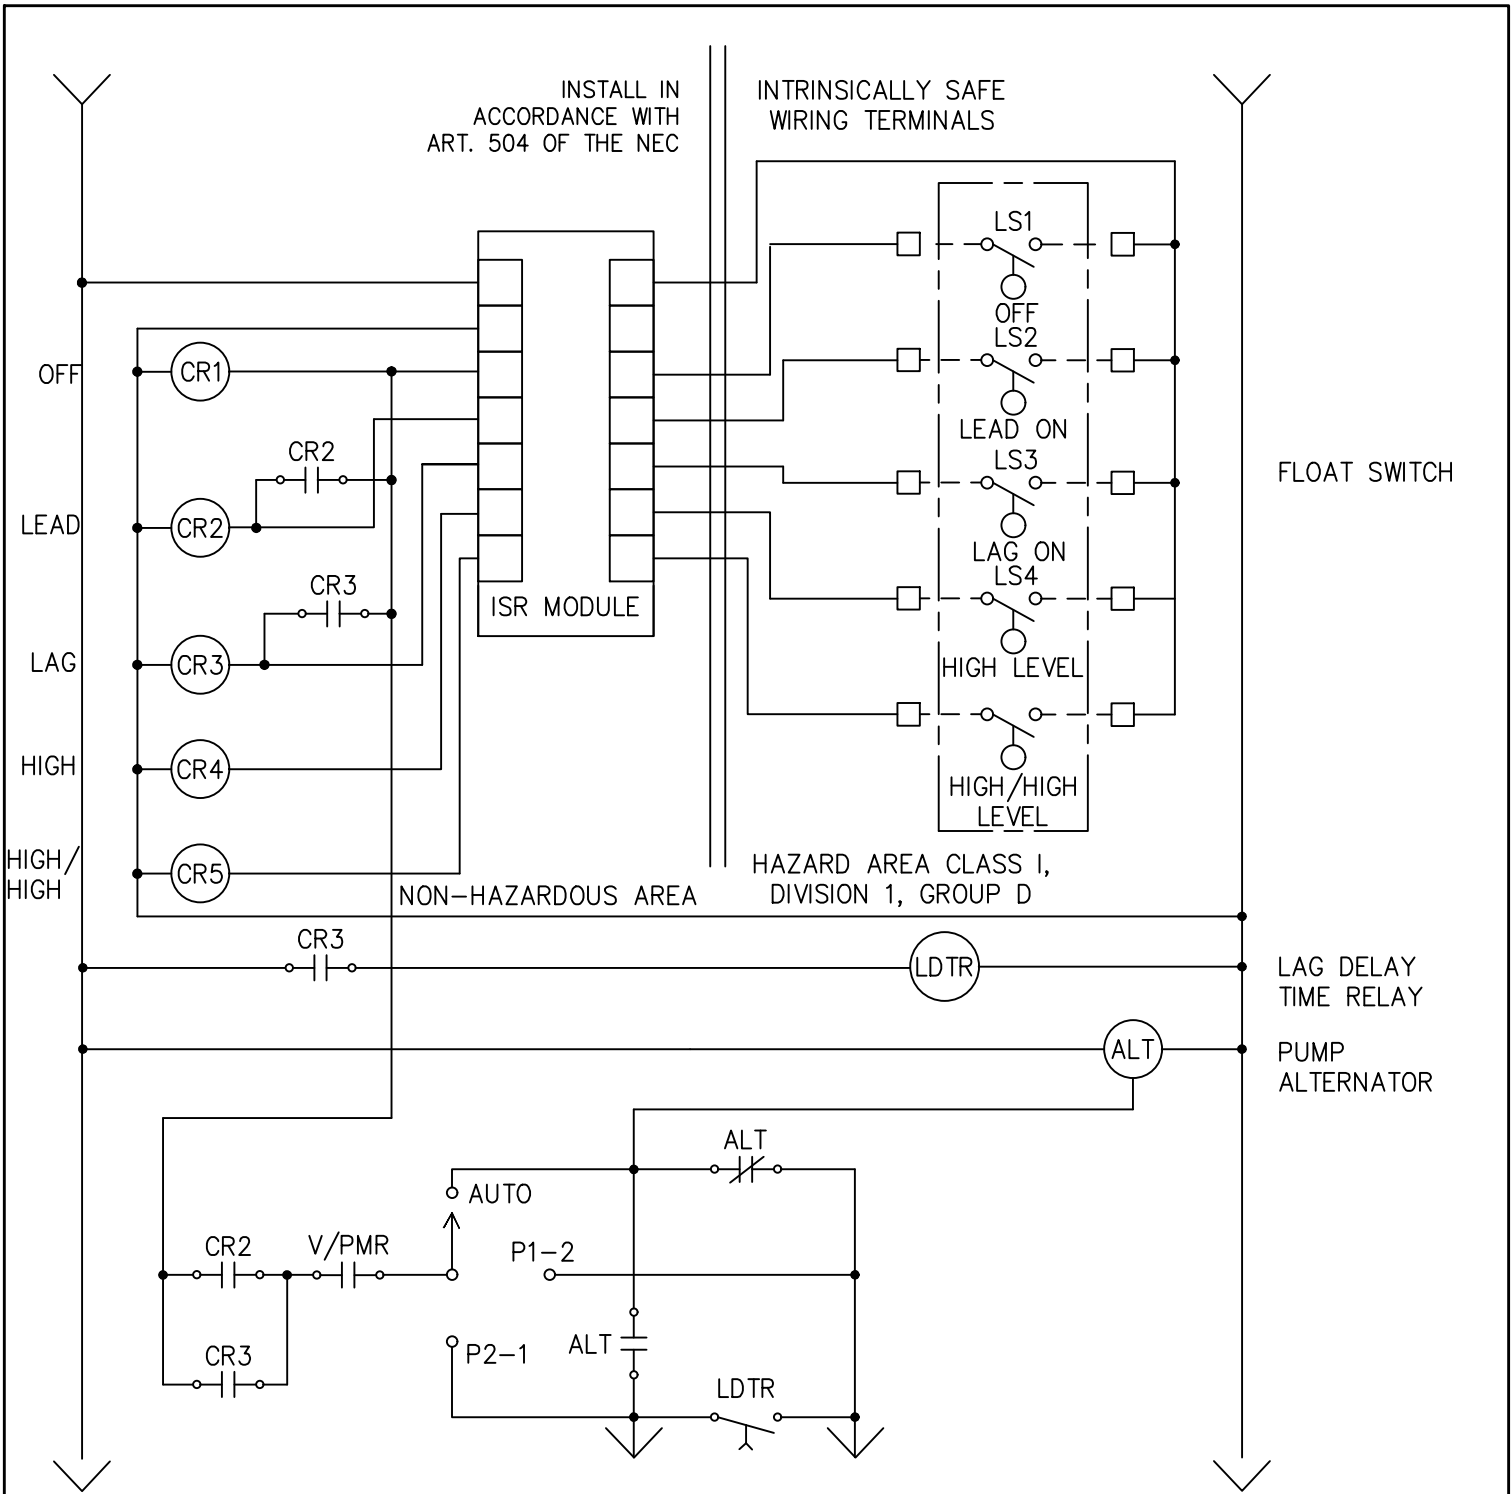 INSTALL IN
ACCORDANCE WITH
ART. 504 OF THE NEC
INTRINSICALLY SAFE
WIRING TERMINALS
LS1
OFF
LS2
LEAD ON
LS3
LAG ON
LS4
HIGH LEVEL
HIGH/HIGH
LEVEL
FLOAT SWITCH
OFF
CR1
CR2
LEAD
CR2
CR3
ISR MODULE
LAG
CR3
HIGH
CR4
HIGH/
HIGH
CR5
NON-HAZARDOUS AREA
HAZARD AREA CLASS I,
DIVISION 1, GROUP D
CR3
LDTR
LAG DELAY
TIME RELAY
ALT
PUMP
ALTERNATOR
ALT
AUTO
CR2
V/PMR
P1-2
CR3
P2-1
ALT
LDTR